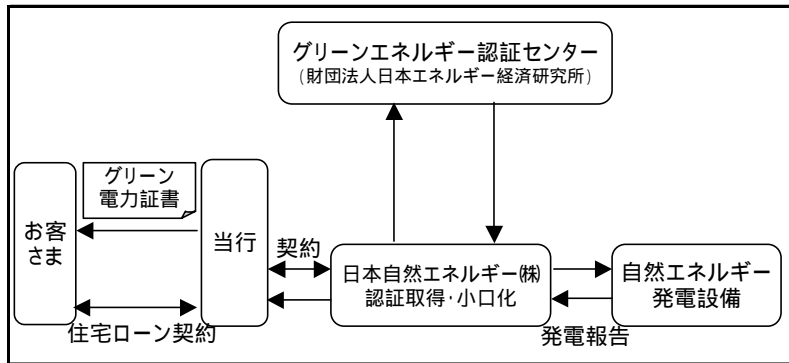 グリーンエネルギー認証センター
(財団法人日本エネルギー経済研究所)
グリーン
電力証書
お客
さま
当行
契約
日本自然エネルギー㈱
認証取得・小口化
自然エネルギー
発電設備
住宅ローン契約
発電報告